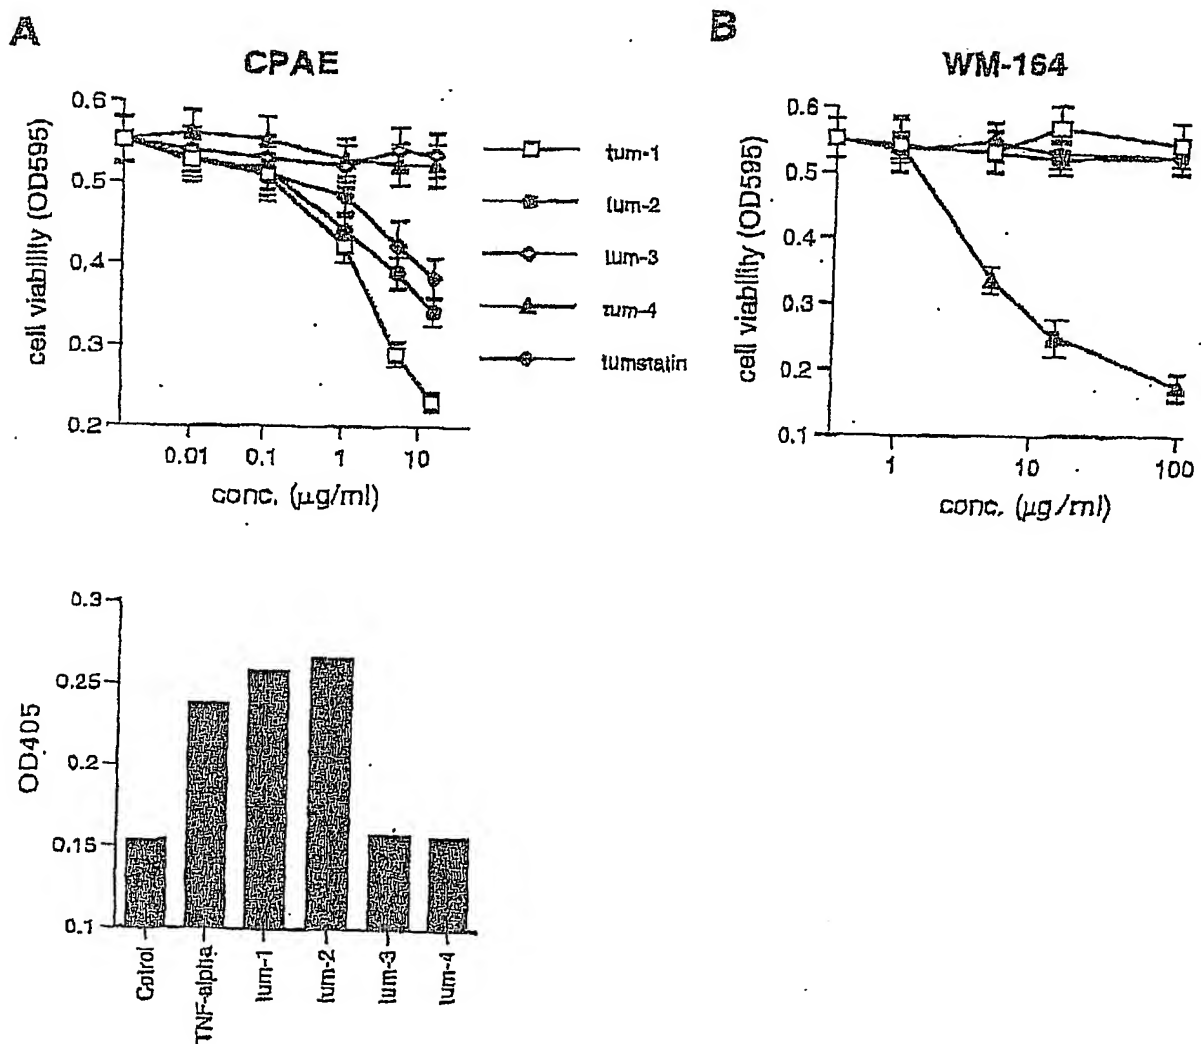 A
CPAE
0.6
0.5
0.4
0.3
0.2
cell viability (OD595)
0.01 0.1 1 10
conc. (μg/ml)
tum-1
tum-2
tum-3
tum-4
tumstatin
B
WM-164
0.6
0.5
0.4
0.3
0.2
0.1
cell viability (OD595)
1 10 100
conc. (μg/ml)
0.3
0.25
0.2
0.15
0.1
OD405
Cotrol
TNF-alpha
tum-1
tum-2
tum-3
tum-4